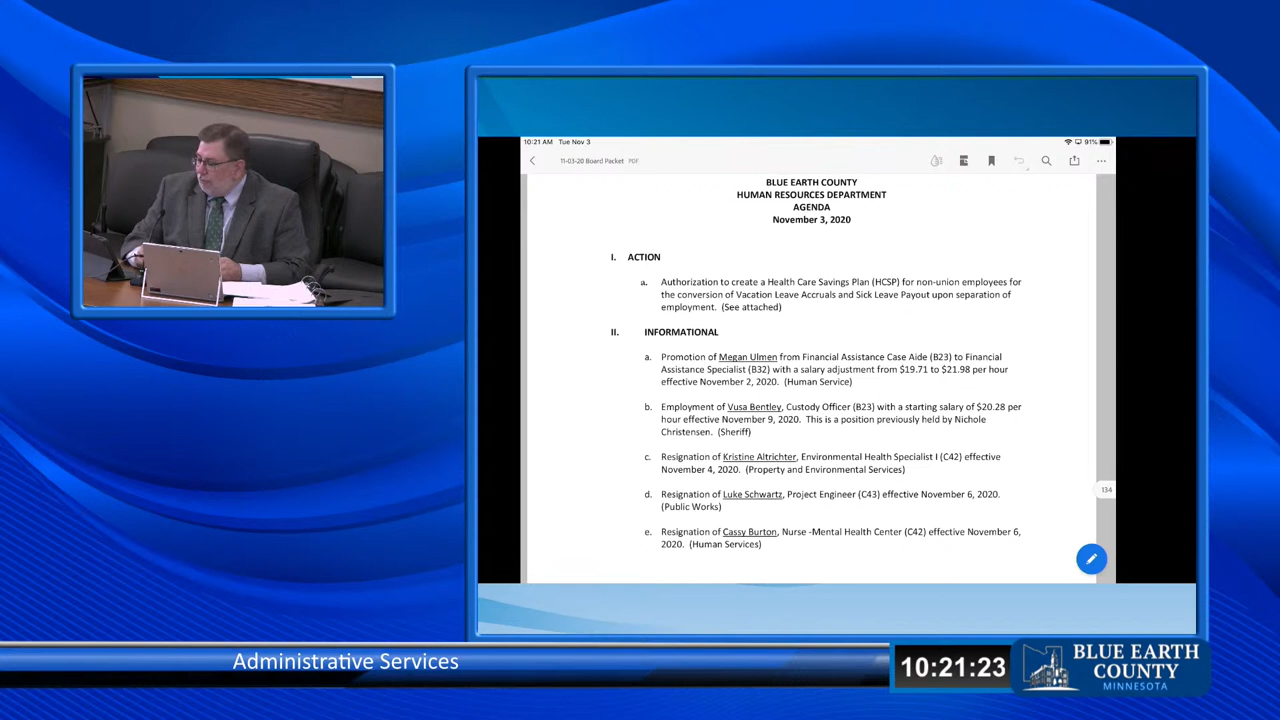 10:21 AM Tue Nov 3
91%
11-03-20 Board Packet PDF
BLUE EARTH COUNTY
HUMAN RESOURCES DEPARTMENT
AGENDA
November 3, 2020
I. ACTION
a. Authorization to create a Health Care Savings Plan (HCSP) for non-union employees for
the conversion of Vacation Leave Accruals and Sick Leave Payout upon separation of
employment. (See attached)
II. INFORMATIONAL
a. Promotion of Megan Ulmen from Financial Assistance Case Aide (B23) to Financial
Assistance Specialist (B32) with a salary adjustment from $19.71 to $21.98 per hour
effective November 2, 2020. (Human Service)
b. Employment of Vusa Bentley, Custody Officer (B23) with a starting salary of $20.28 per
hour effective November 9, 2020. This is a position previously held by Nichole
Christensen. (Sheriff)
c. Resignation of Kristine Altrichter, Environmental Health Specialist I (C42) effective
November 4, 2020. (Property and Environmental Services)
d. Resignation of Luke Schwartz, Project Engineer (C43) effective November 6, 2020.
(Public Works)
e. Resignation of Cassy Burton, Nurse -Mental Health Center (C42) effective November 6,
2020. (Human Services)
134
Administrative Services
10:21:23
BLUE EARTH
COUNTY
MINNESOTA